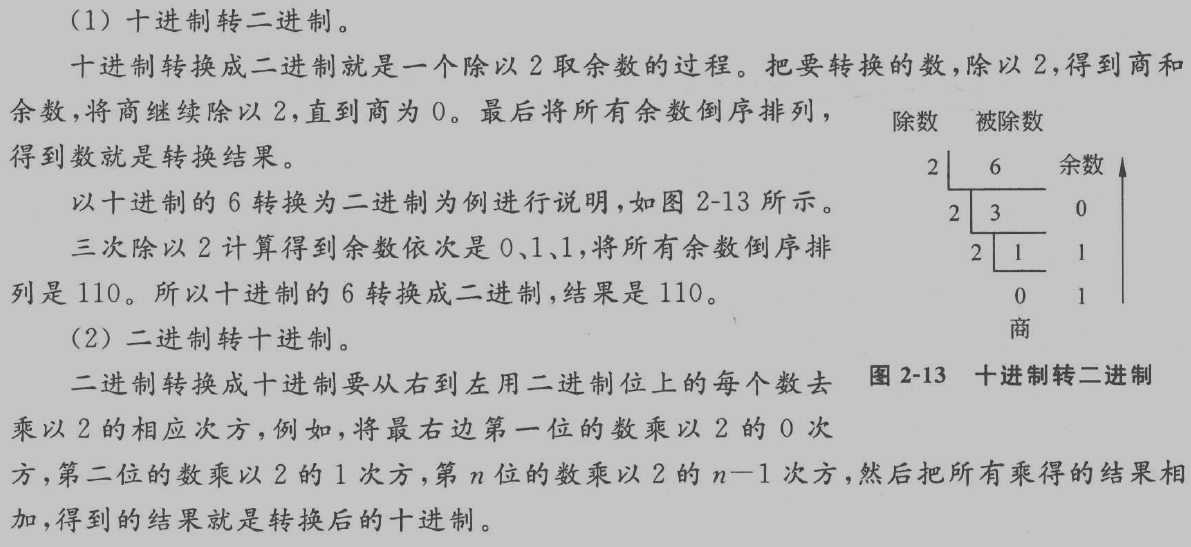 （1）十进制转二进制。
十进制转换成二进制就是一个除以2取余数的过程。把要转换的数,除以2,得到商和
余数,将商继续除以2,直到商为0。最后将所有余数倒序排列,
得到数就是转换结果。
以十进制的6转换为二进制为例进行说明,如图2-13所示。
三次除以2计算得到余数依次是0、1、1,将所有余数倒序排
列是110。所以十进制的6转换成二进制,结果是110。
（2）二进制转十进制。
二进制转换成十进制要从右到左用二进制位上的每个数去
乘以2的相应次方,例如,将最右边第一位的数乘以2的0次
方,第二位的数乘以2的1次方,第n位的数乘以2的n−1次方,然后把所有乘得的结果相
加,得到的结果就是转换后的十进制。
除数 被除数
2 6 余数
2 3 0
2 1 1
0 1
商
图2-13 十进制转二进制